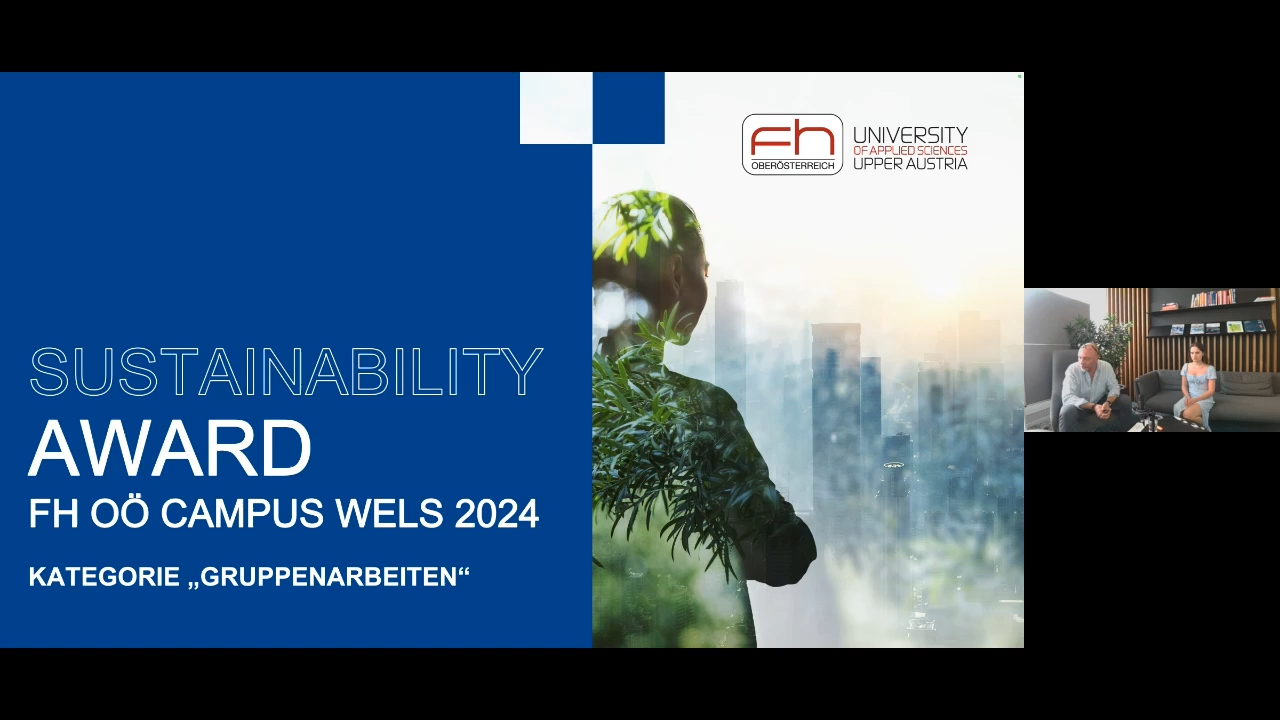 SUSTAINABILITY
AWARD
FH OÖ CAMPUS WELS 2024
KATEGORIE „GRUPPENARBEITEN“
fh
OBERÖSTERREICH
UNIVERSITY
OF APPLIED SCIENCES
UPPER AUSTRIA